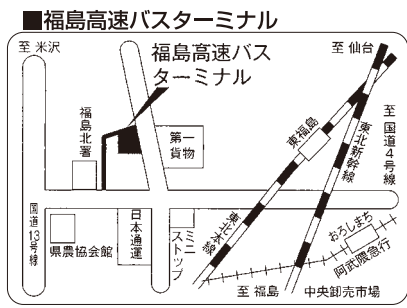 ■福島高速バスターミナル
至 米沢
福島高速バス
ターミナル
至 仙台
福島北署
第一
貨物
東福島
東北新幹線
至 国道4号線
国道13号線
県農協会館
日本通運
ミニ
ストップ
東北本線
おろしまち
阿武隈急行
至 福島
中央卸売市場